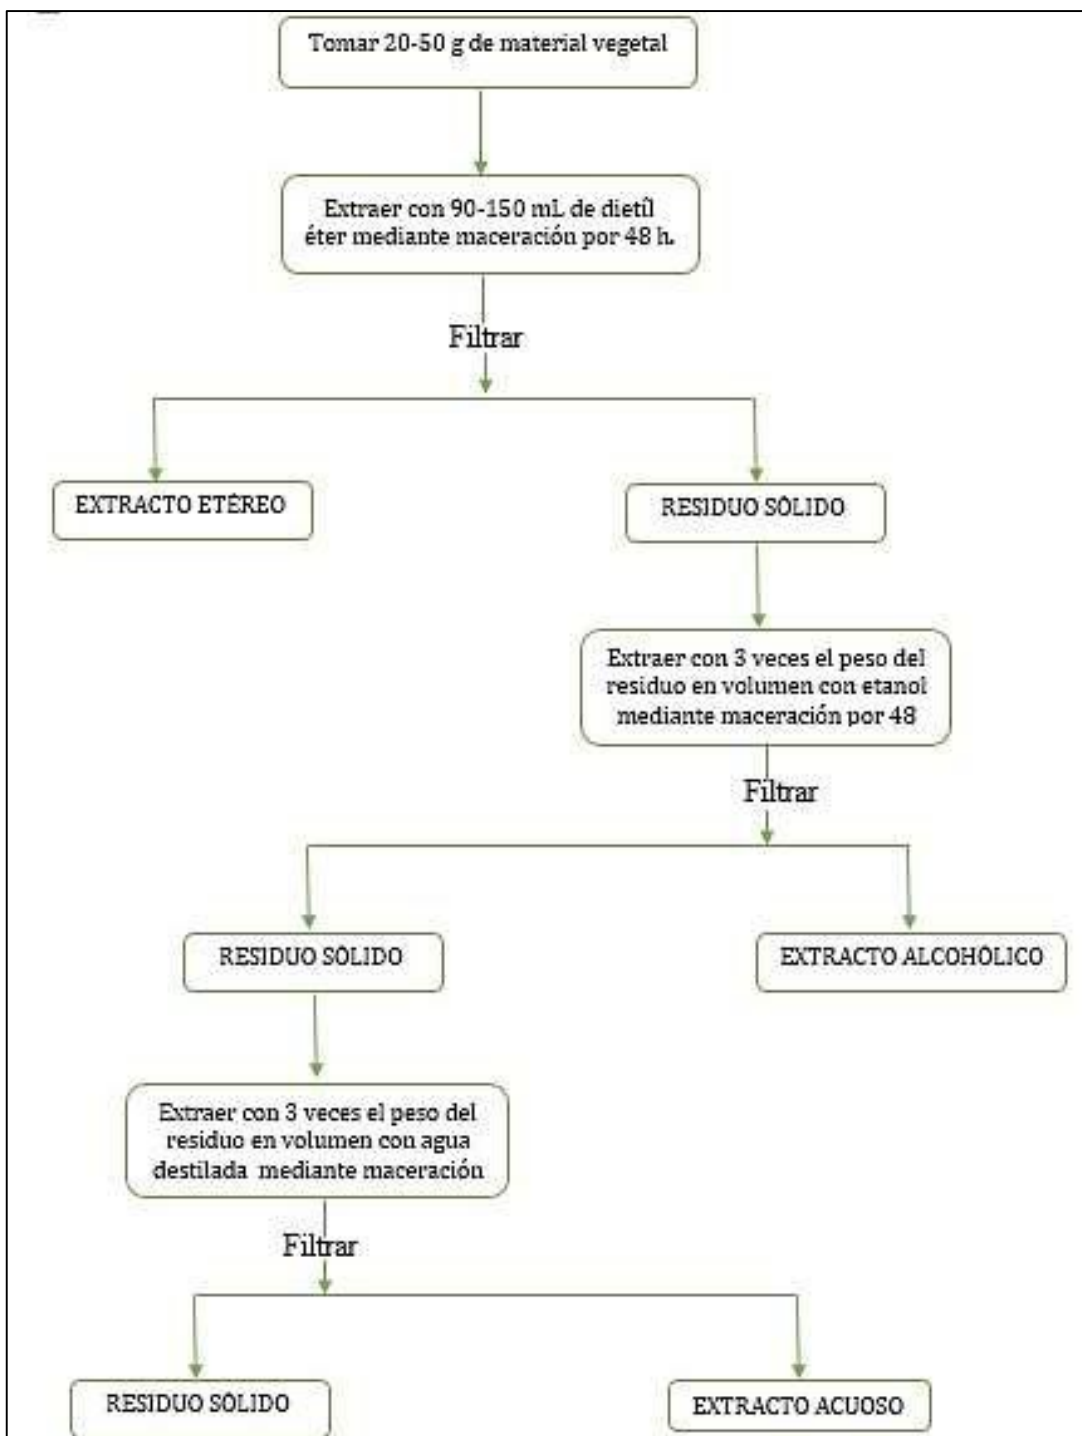 Tomar 20-50 g de material vegetal
Extraer con 90-150 mL de dietíl
éter mediante maceración por 48 h.
Filtrar
EXTRACTO ETÉREO
RESIDUO SÓLIDO
Extraer con 3 veces el peso del
residuo en volumen con etanol
mediante maceración por 48
Filtrar
RESIDUO SÓLIDO
EXTRACTO ALCOHÓLICO
Extraer con 3 veces el peso del
residuo en volumen con agua
destilada mediante maceración
Filtrar
RESIDUO SÓLIDO
EXTRACTO ACUOSO